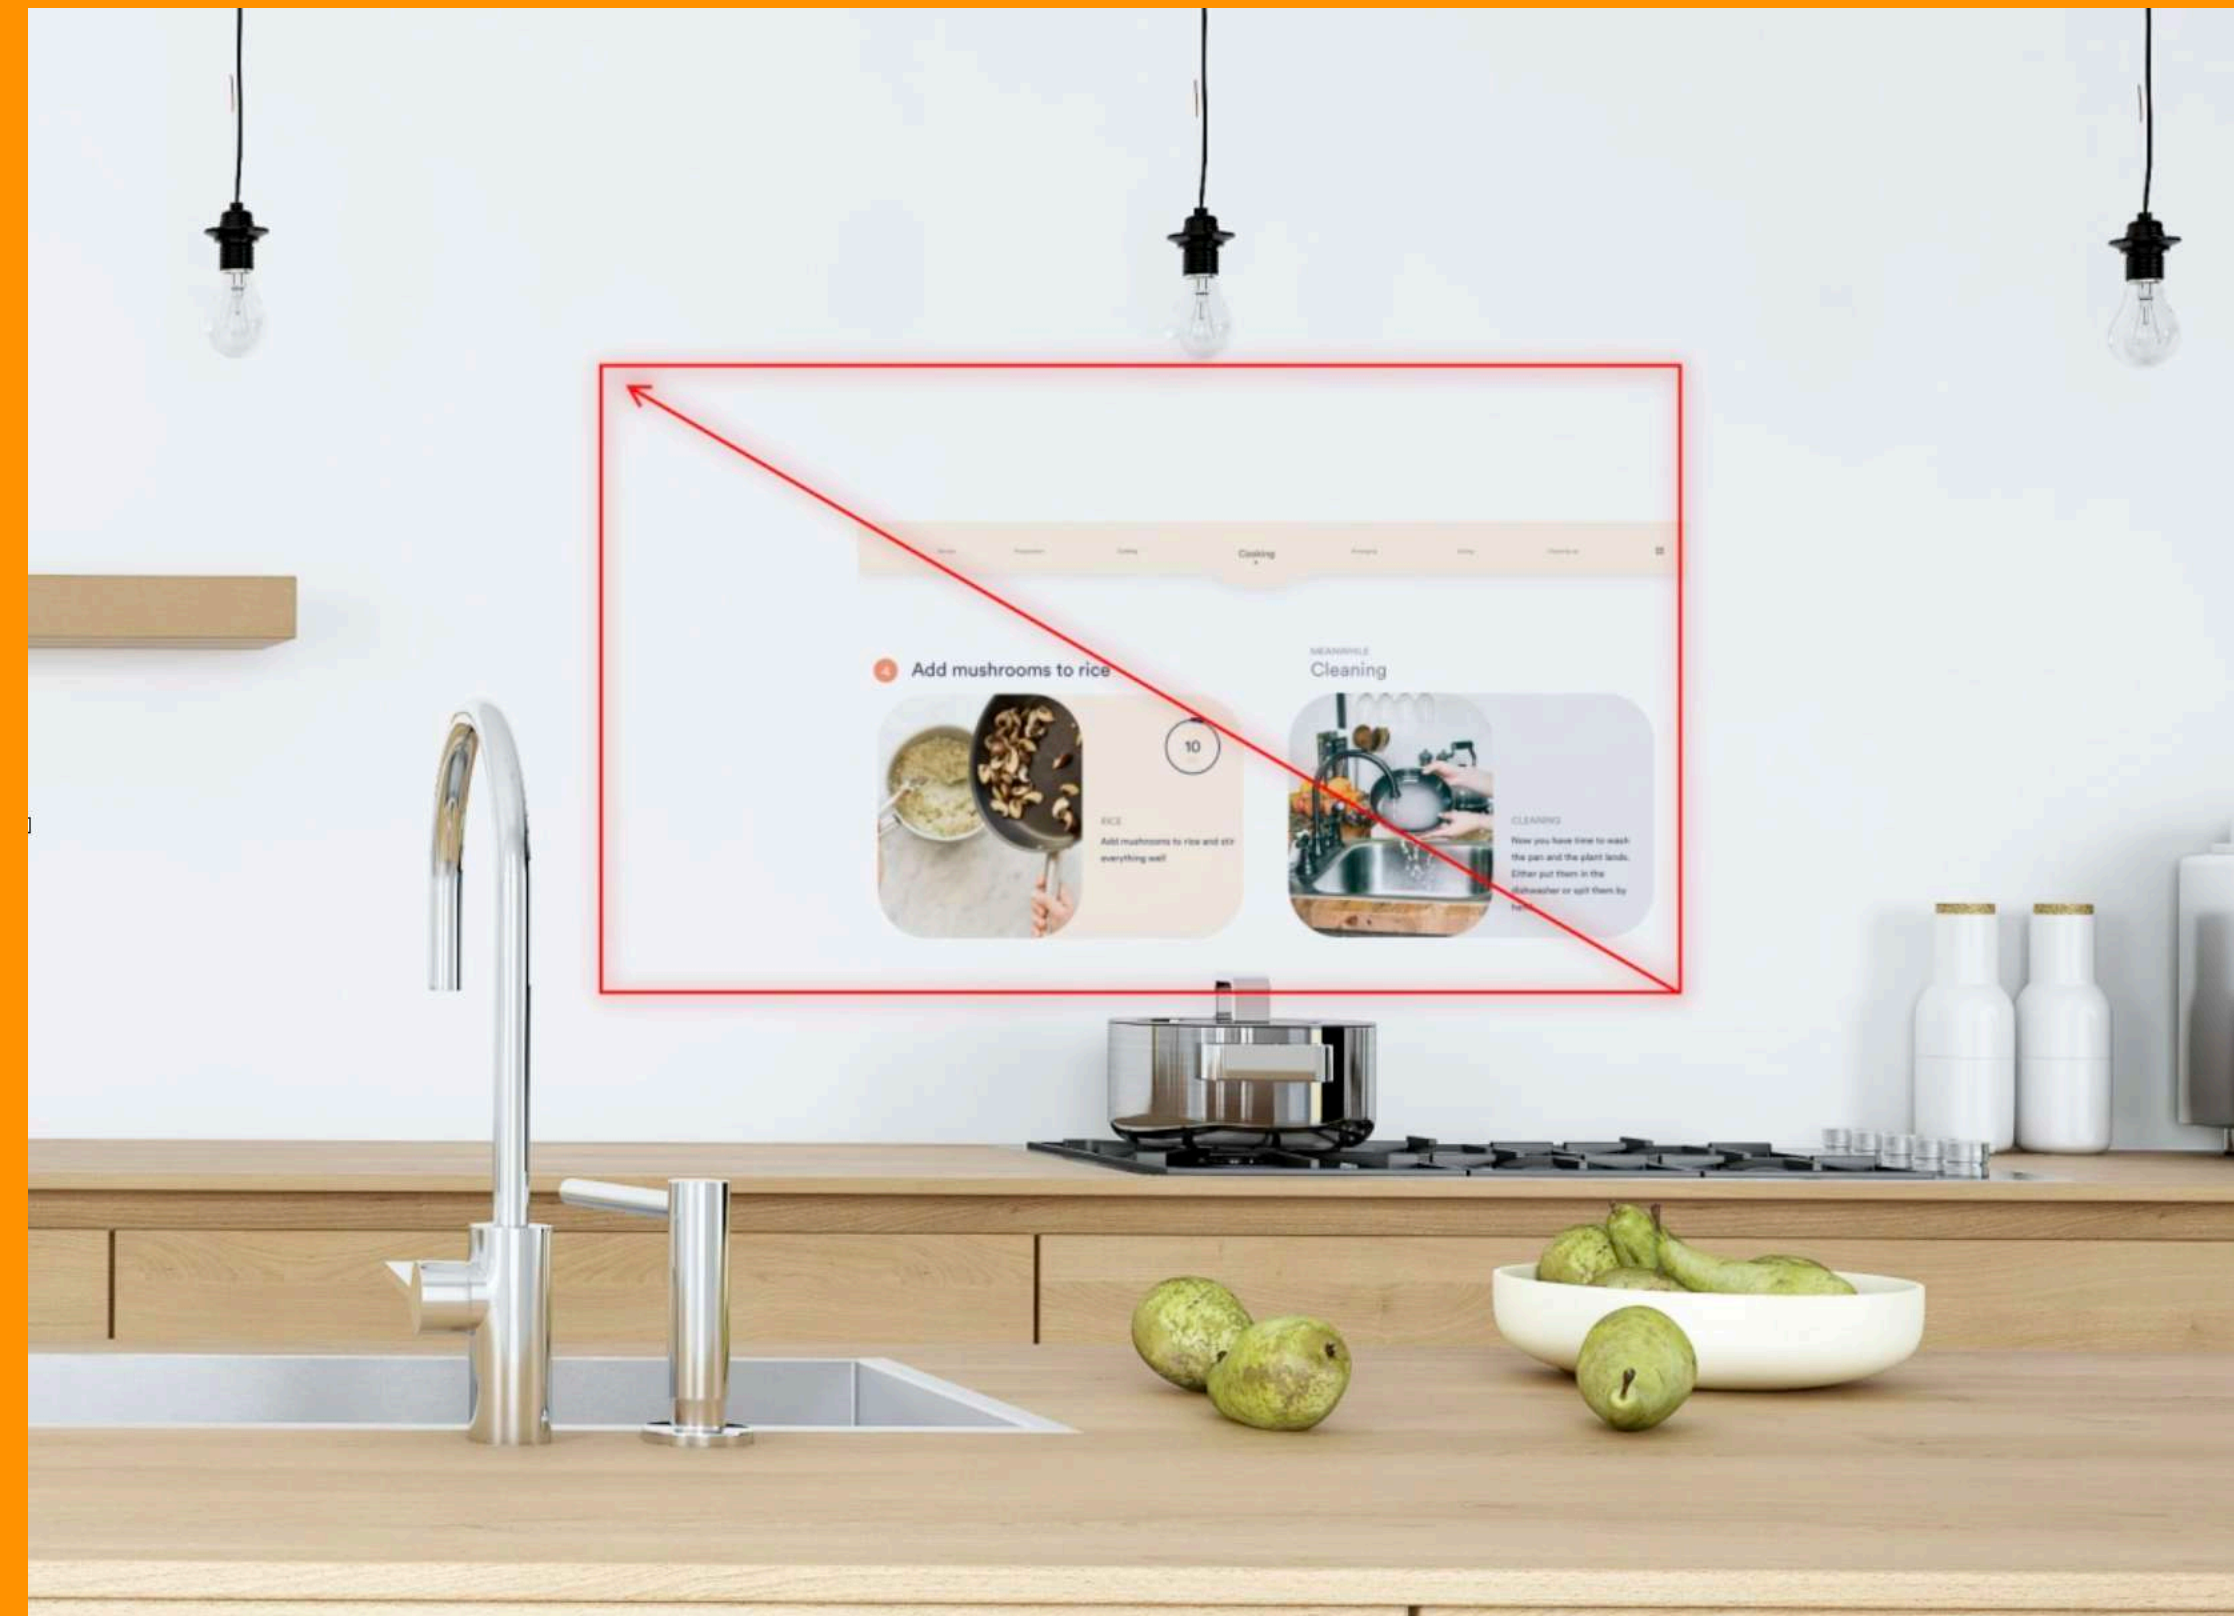 Cooking
4 Add mushrooms to rice
10
RICE
Add mushrooms to rice and stir
everything well
MEANWHILE
Cleaning
CLEANING
Now you have time to wash
the pan and the plant lands.
Either put them in the
dishwasher or spit them by